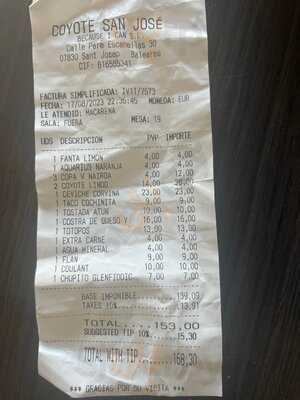 COYOTE SAN JOSÉ
BECAUSE I CAN S.L.
Calle Pere Escanellas 30
07830 Sant Josep Baleares
CIF: B16585341
FACTURA SIMPLIFICADA: TV1T/7573
FECHA: 17/08/2023 22:36:45 MONEDA: EUR
LE ATENDIO: MACARENA
SALA: FUERA MESA: 19
UDS DESCRIPCION PVP IMPORTE
1 FANTA LIMON 4,00 4,00
1 AQUARIUS NARANJA 4,00 4,00
3 COPA V NAIROA 4,00 12,00
2 COYOTE LINDO 14,00 28,00
1 CEVICHE CORVINA 23,00 23,00
1 TACO COCHINITA 9,00 9,00
1 TOSTADA ATUN 10,00 10,00
1 COSTRA DE QUESO Y 16,00 16,00
1 TOTOPOS 13,00 13,00
1 EXTRA CARNE 4,00 4,00
1 AGUA MINERAL 4,00 4,00
1 FLAN 9,00 9,00
1 COULANT 10,00 10,00
1 CHUPITO GLENFIDDIC 7,00 7,00
BASE IMPONIBLE. 139,09
TAXES 10% 13,91
TOTAL....153,00
SUGGESTED TIP 10%. 15,30
TOTAL WITH TIP...168,30
*** GRACIAS POR SU VISITA ***